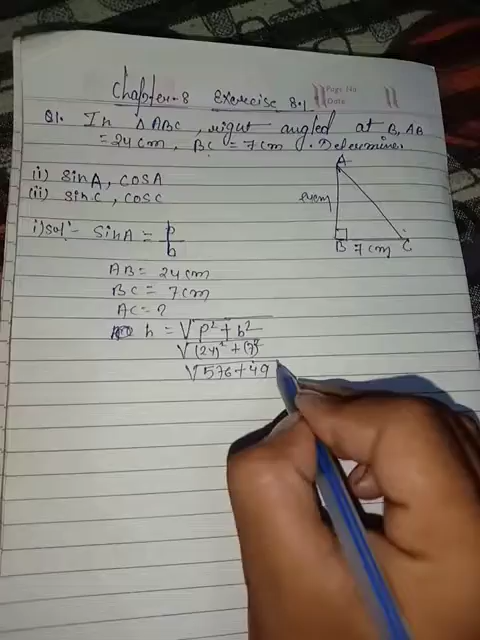 Chapter-8 Exercise 8.1
Page No
Date
Q1. In △ABC, right angled at B, AB
= 24 cm, BC = 7 cm. Determine.
(i) sinA, cosA
(ii) sinC, cosC
A
24cm
B 7 cm C
i) sol- SinA = p/b
AB = 24 cm
BC = 7 cm
AC = ?
h = √p² + b²
√(24)² + (7)²
√576 + 49